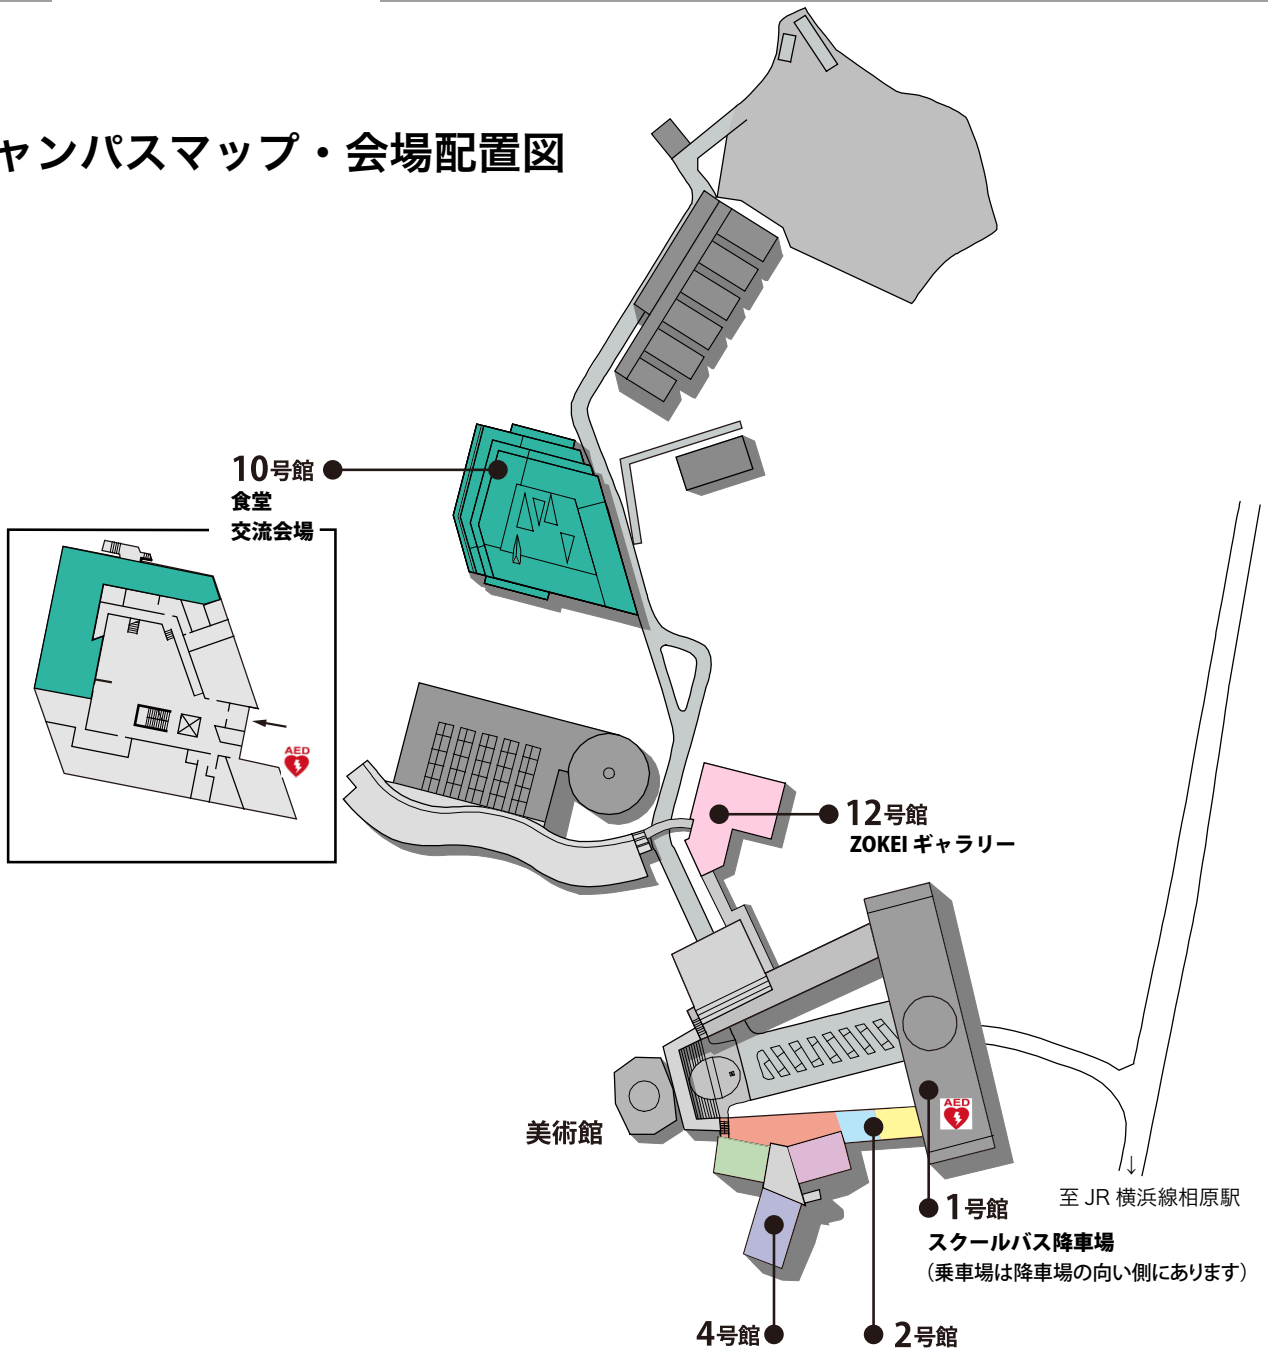 ャンパスマップ・会場配置図
10号館
食堂
交流会場
AED
12号館
ZOKEI ギャラリー
美術館
AED
至 JR 横浜線相原駅
↓
1号館
スクールバス降車場
（乗車場は降車場の向い側にあります）
4号館
2号館